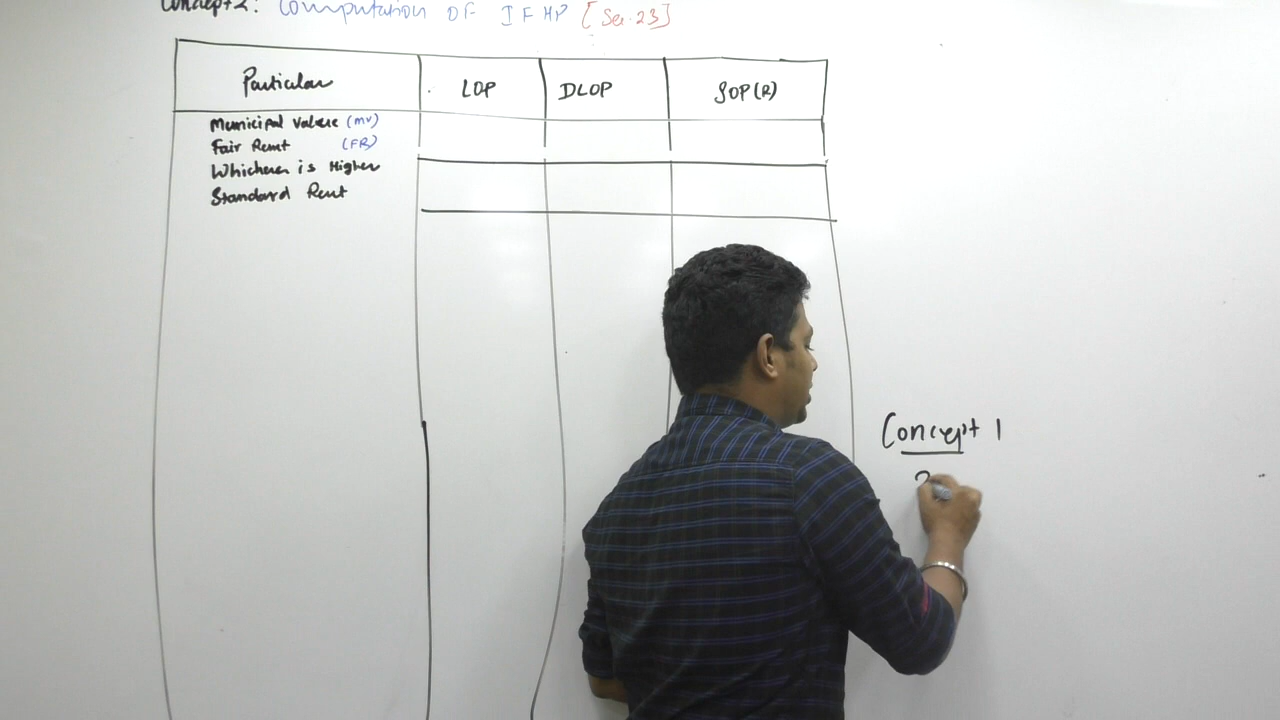 Concept 2: Computation OF IFHP [Sec. 23]
Particular LOP DLOP SOP(R)
Municipal Value (MV)
Fair Rent (FR)
Whichever is Higher
Standard Rent
Concept 1
2